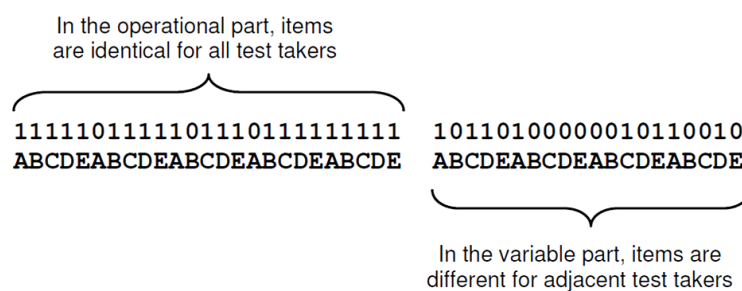 In the operational part, items
are identical for all test takers
1111101111101110111111111 10110100000010110010
ABCDEABCDEABCDEABCDEABCDE ABCDEABCDEABCDEABCDE
In the variable part, items are
different for adjacent test takers